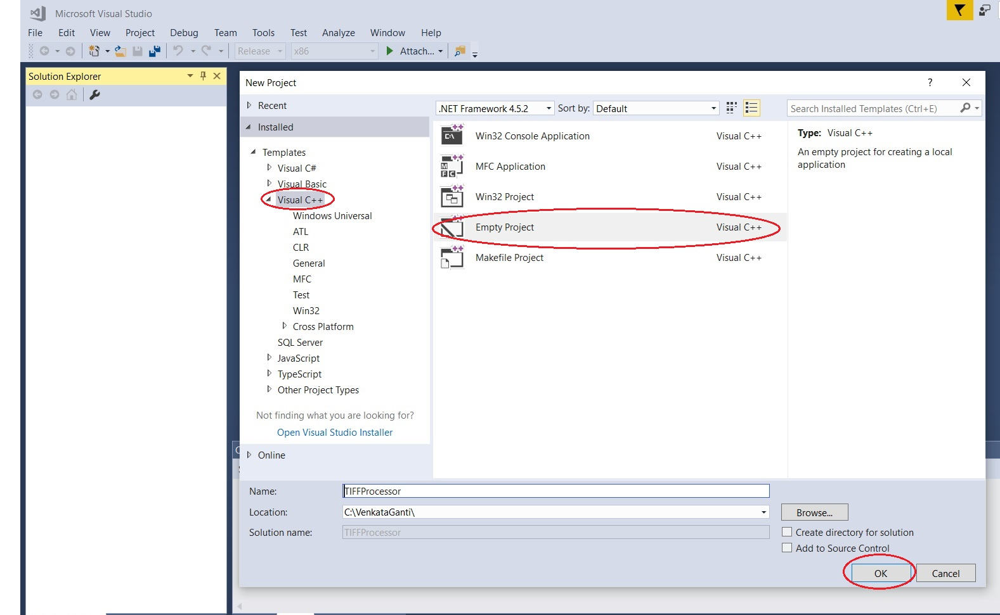 Microsoft Visual Studio
File Edit View Project Debug Team Tools Test Analyze Window Help
Release x86 Attach...
Solution Explorer
New Project ?
Recent
Installed
Templates
Visual C#
Visual Basic
Visual C++
Windows Universal
ATL
CLR
General
MFC
Test
Win32
Cross Platform
SQL Server
JavaScript
TypeScript
Other Project Types
Not finding what you are looking for?
Open Visual Studio Installer
Online
.NET Framework 4.5.2 Sort by: Default
Search Installed Templates (Ctrl+E)
Win32 Console Application Visual C++
MFC Application Visual C++
Win32 Project Visual C++
Empty Project Visual C++
Makefile Project Visual C++
Type: Visual C++
An empty project for creating a local
application
Name: TIFFProcessor
Location: C:\VenkataGanti\ Browse...
Solution name: TIFFProcessor
Create directory for solution
Add to Source Control
OK Cancel